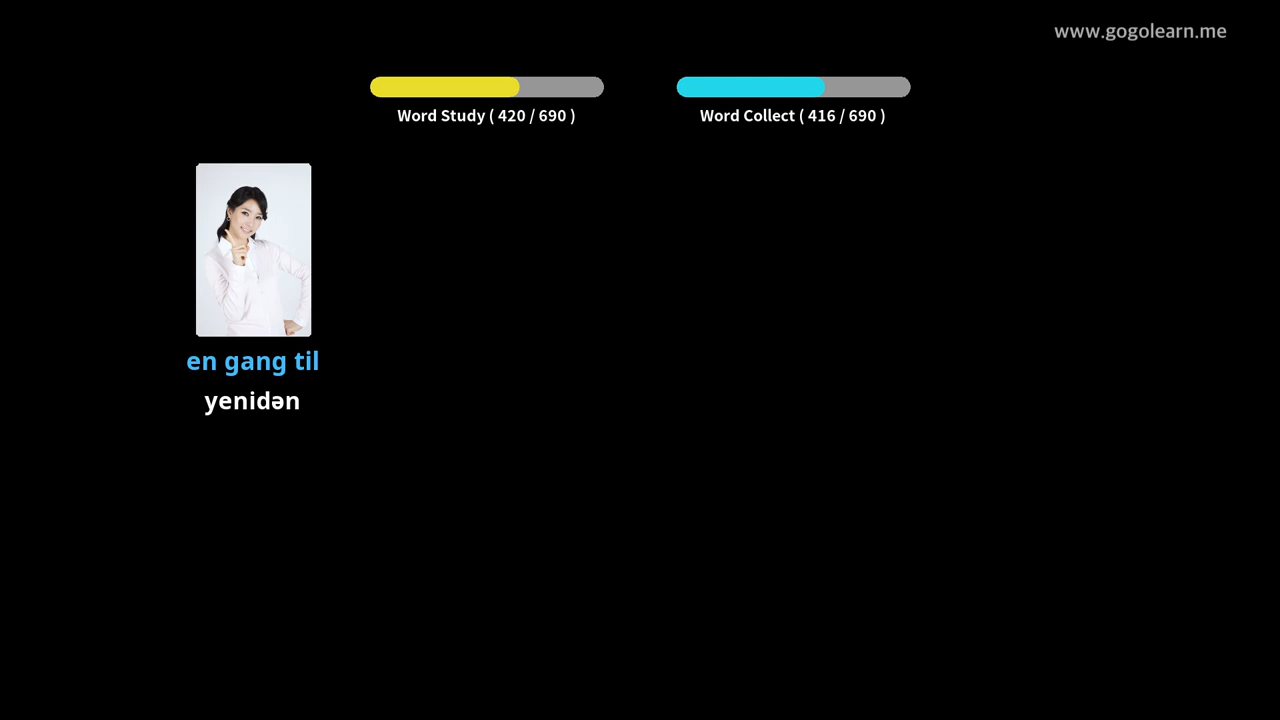 www.gogolearn.me
Word Study ( 420 / 690 )
Word Collect ( 416 / 690 )
en gang til
yenidən